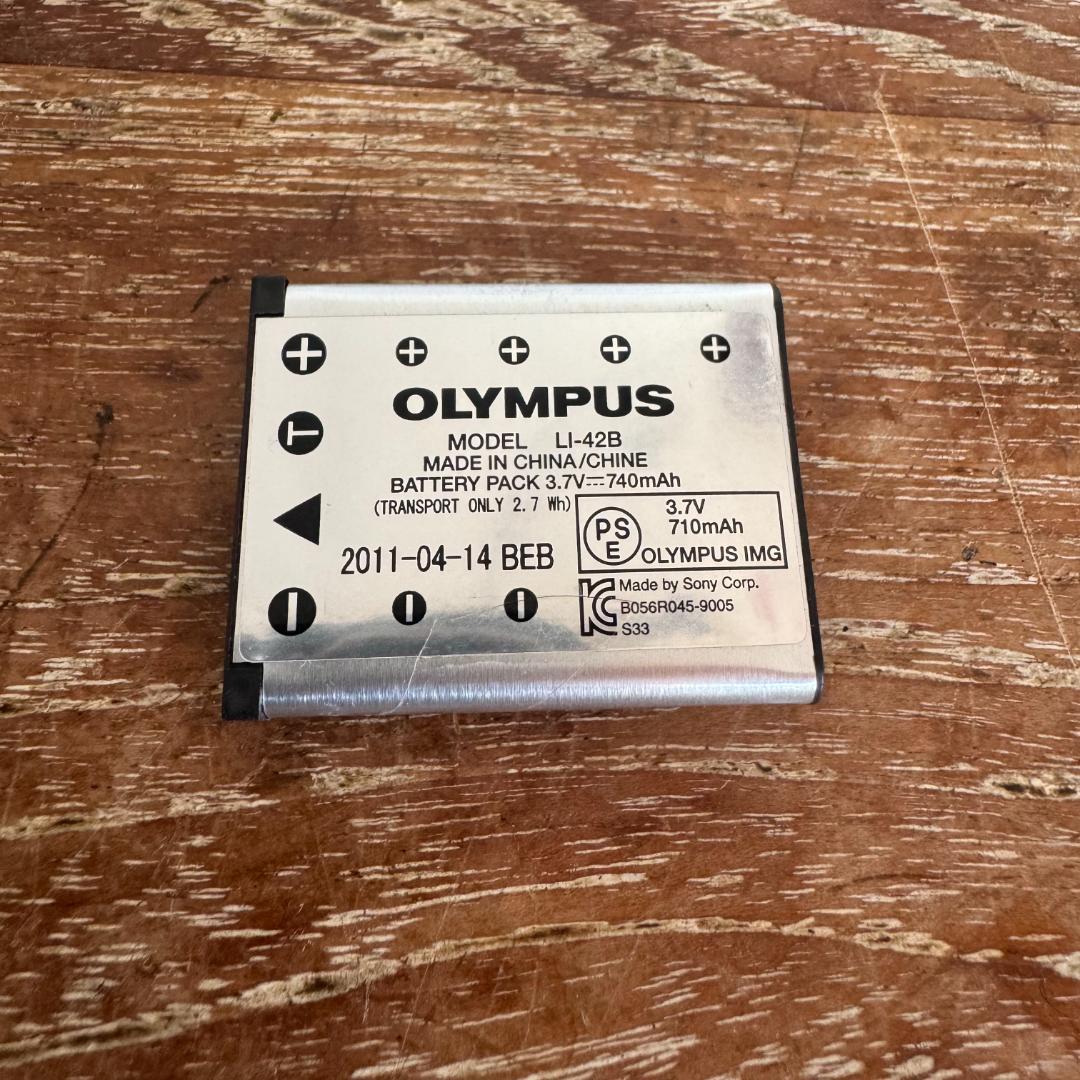 OLYMPUS
MODEL LI-42B
MADE IN CHINA/CHINE
BATTERY PACK 3.7V⎓740mAh
(TRANSPORT ONLY 2.7 Wh)
2011-04-14 BEB
PS
E
3.7V
710mAh
OLYMPUS IMG
Made by Sony Corp.
B056R045-9005
S33
T